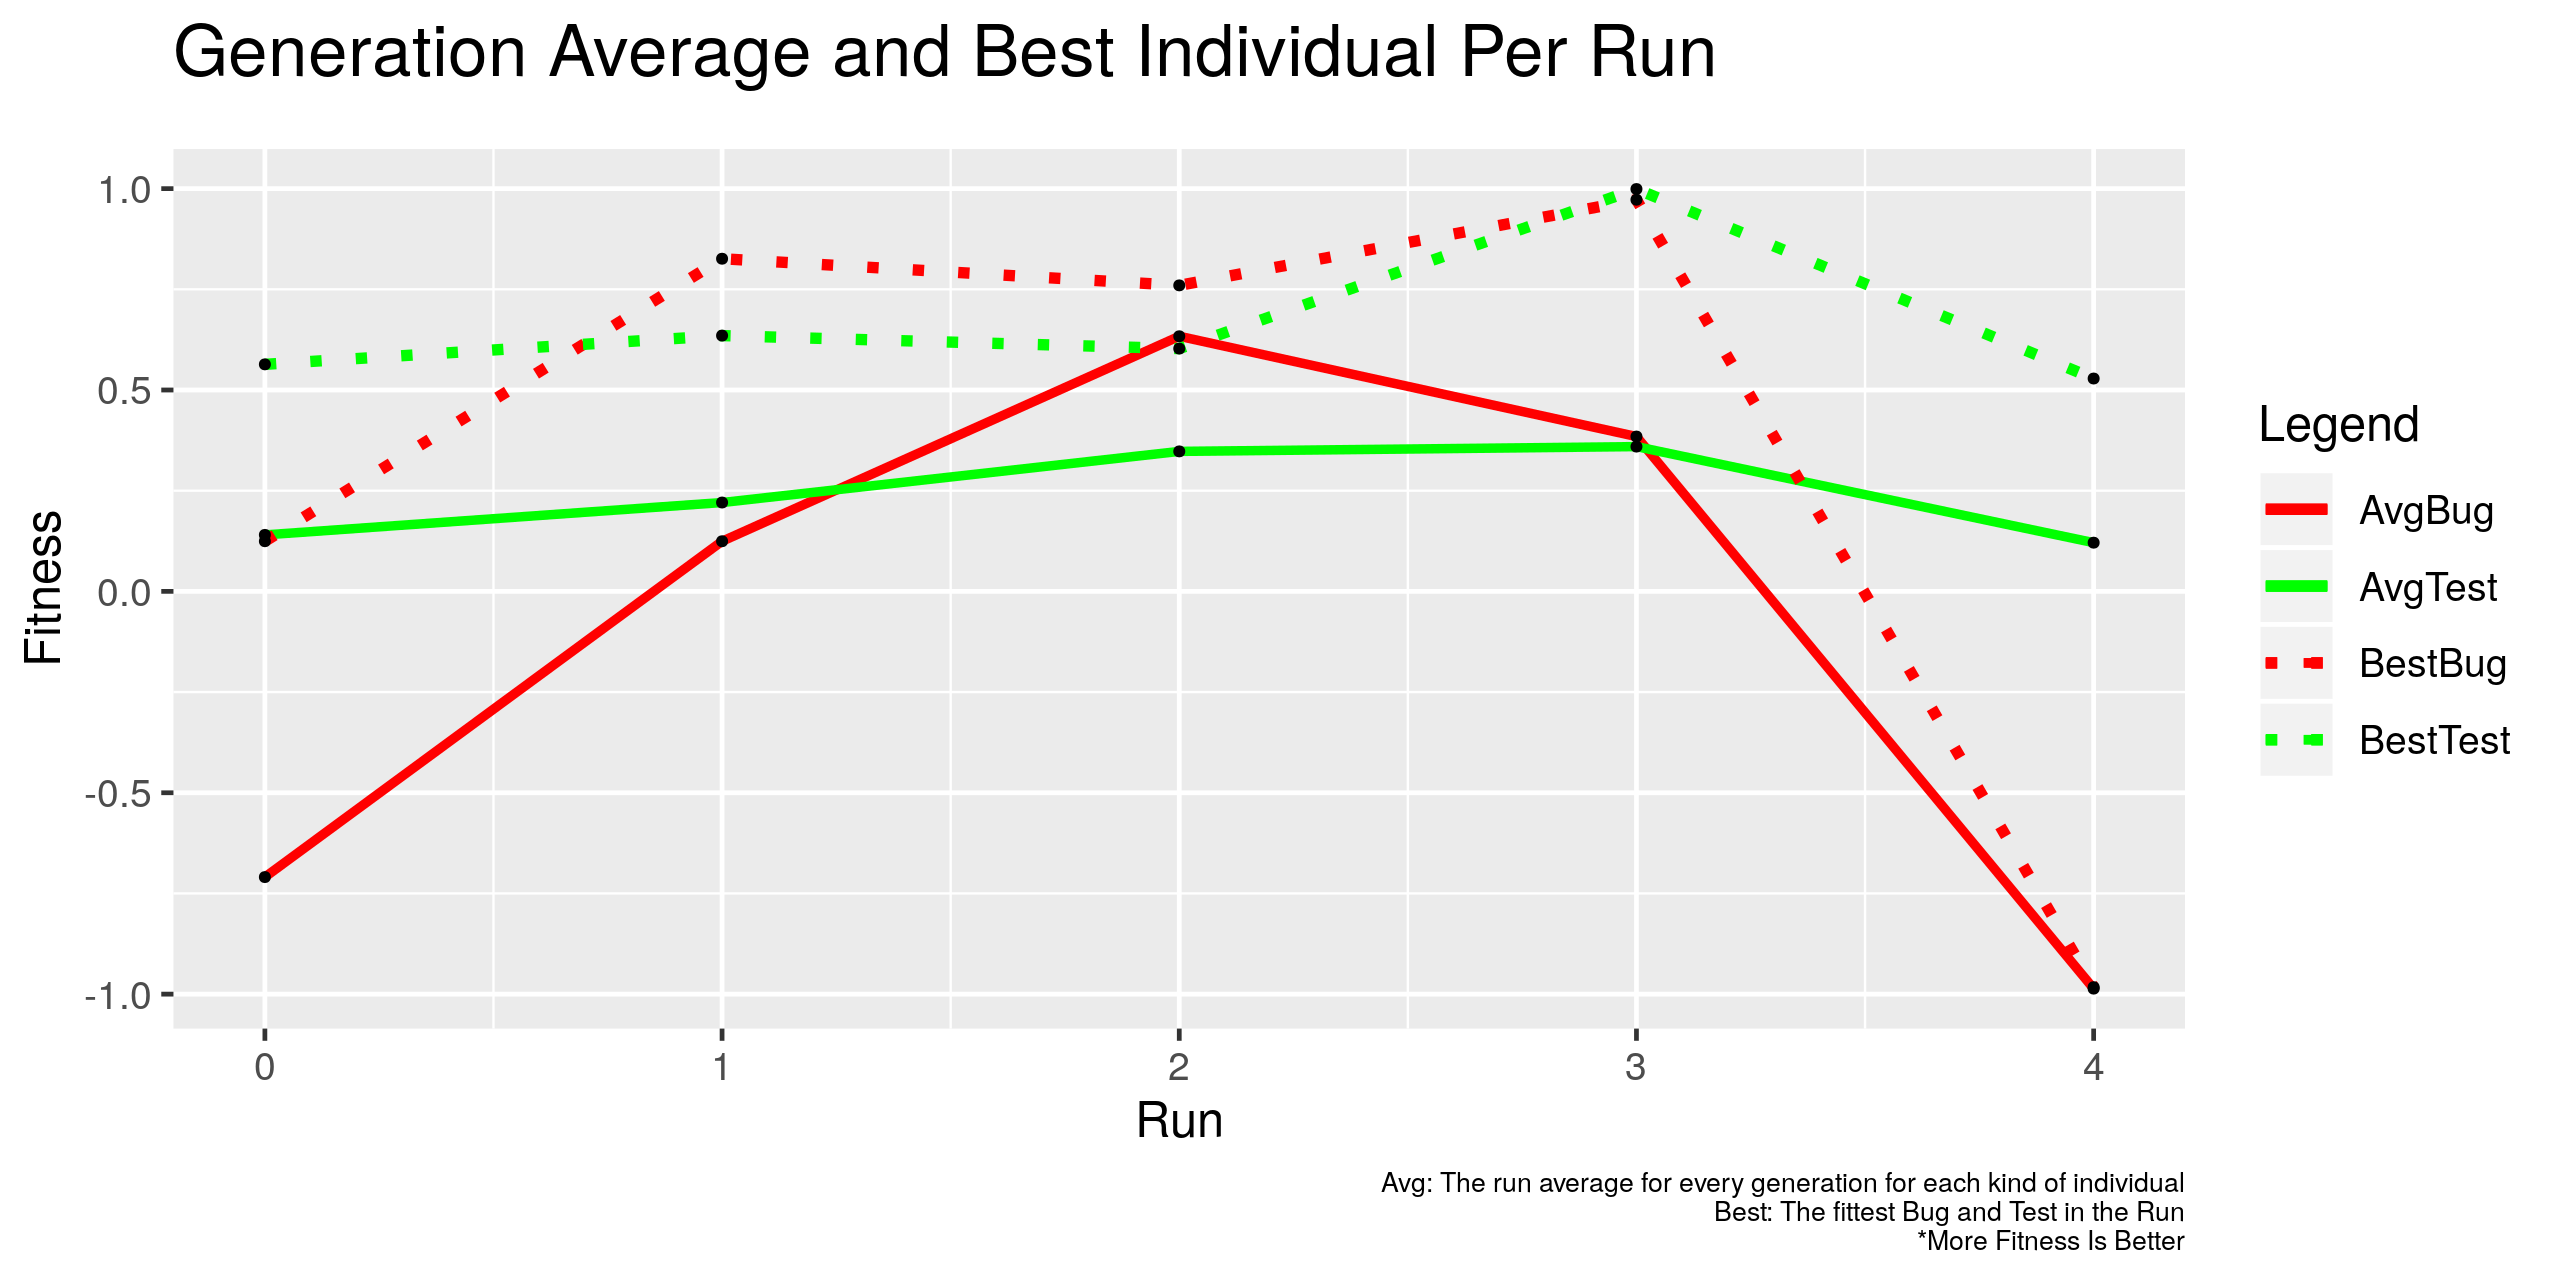 Generation Average and Best Individual Per Run
1.0
0.5
0.0
-0.5
-1.0
Fitness
0 1 2 3 4
Run
Legend
AvgBug
AvgTest
BestBug
BestTest
Avg: The run average for every generation for each kind of individual
Best: The fittest Bug and Test in the Run
*More Fitness Is Better